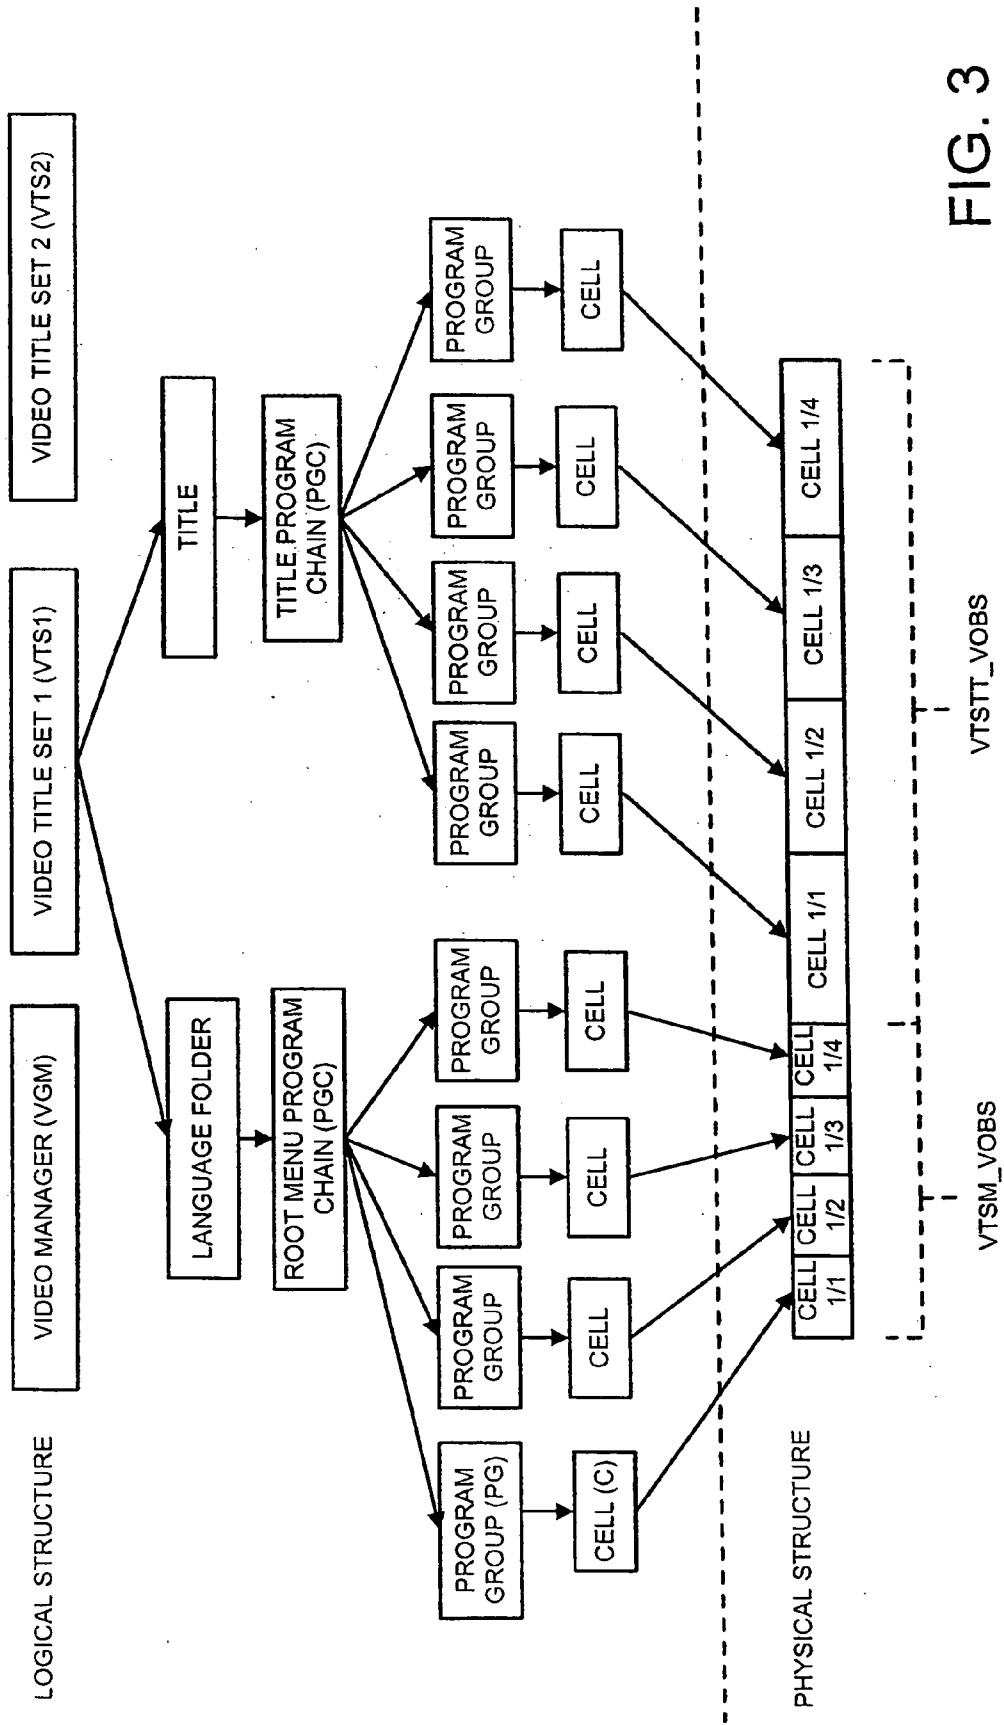 LOGICAL STRUCTURE
VIDEO MANAGER (VGM)
VIDEO TITLE SET 1 (VTS1)
VIDEO TITLE SET 2 (VTS2)
LANGUAGE FOLDER
TITLE
ROOT MENU PROGRAM
CHAIN (PGC)
TITLE PROGRAM
CHAIN (PGC)
PROGRAM
GROUP (PG)
PROGRAM
GROUP
PROGRAM
GROUP
PROGRAM
GROUP
PROGRAM
GROUP
PROGRAM
GROUP
PROGRAM
GROUP
PROGRAM
GROUP
CELL (C)
CELL
CELL
CELL
CELL
CELL
CELL
CELL
PHYSICAL STRUCTURE
CELL
1/1
CELL
1/2
CELL
1/3
CELL
1/4
CELL 1/1
CELL 1/2
CELL 1/3
CELL 1/4
VTSM_VOBS
VTSTT_VOBS
FIG. 3